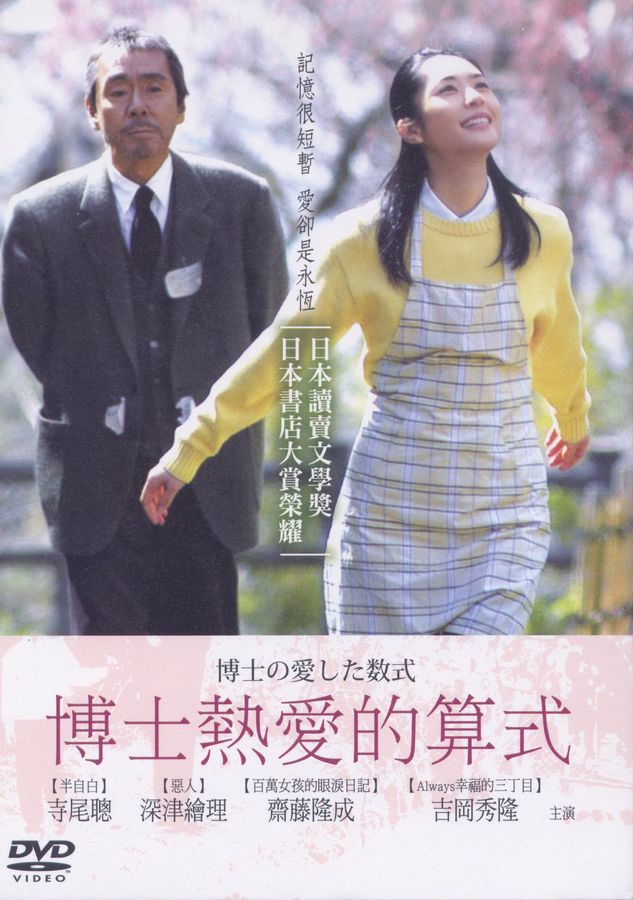 記憶很短暫 愛卻是永恆
日本讀賣文學獎
日本書店大賞榮耀
博士の愛した数式
博士熱愛的算式
【半自白】 【惡人】 【百萬女孩的眼淚日記】 【Always幸福的三丁目】
寺尾聰 深津繪理 齋藤隆成 吉岡秀隆 主演
DVD
VIDEO